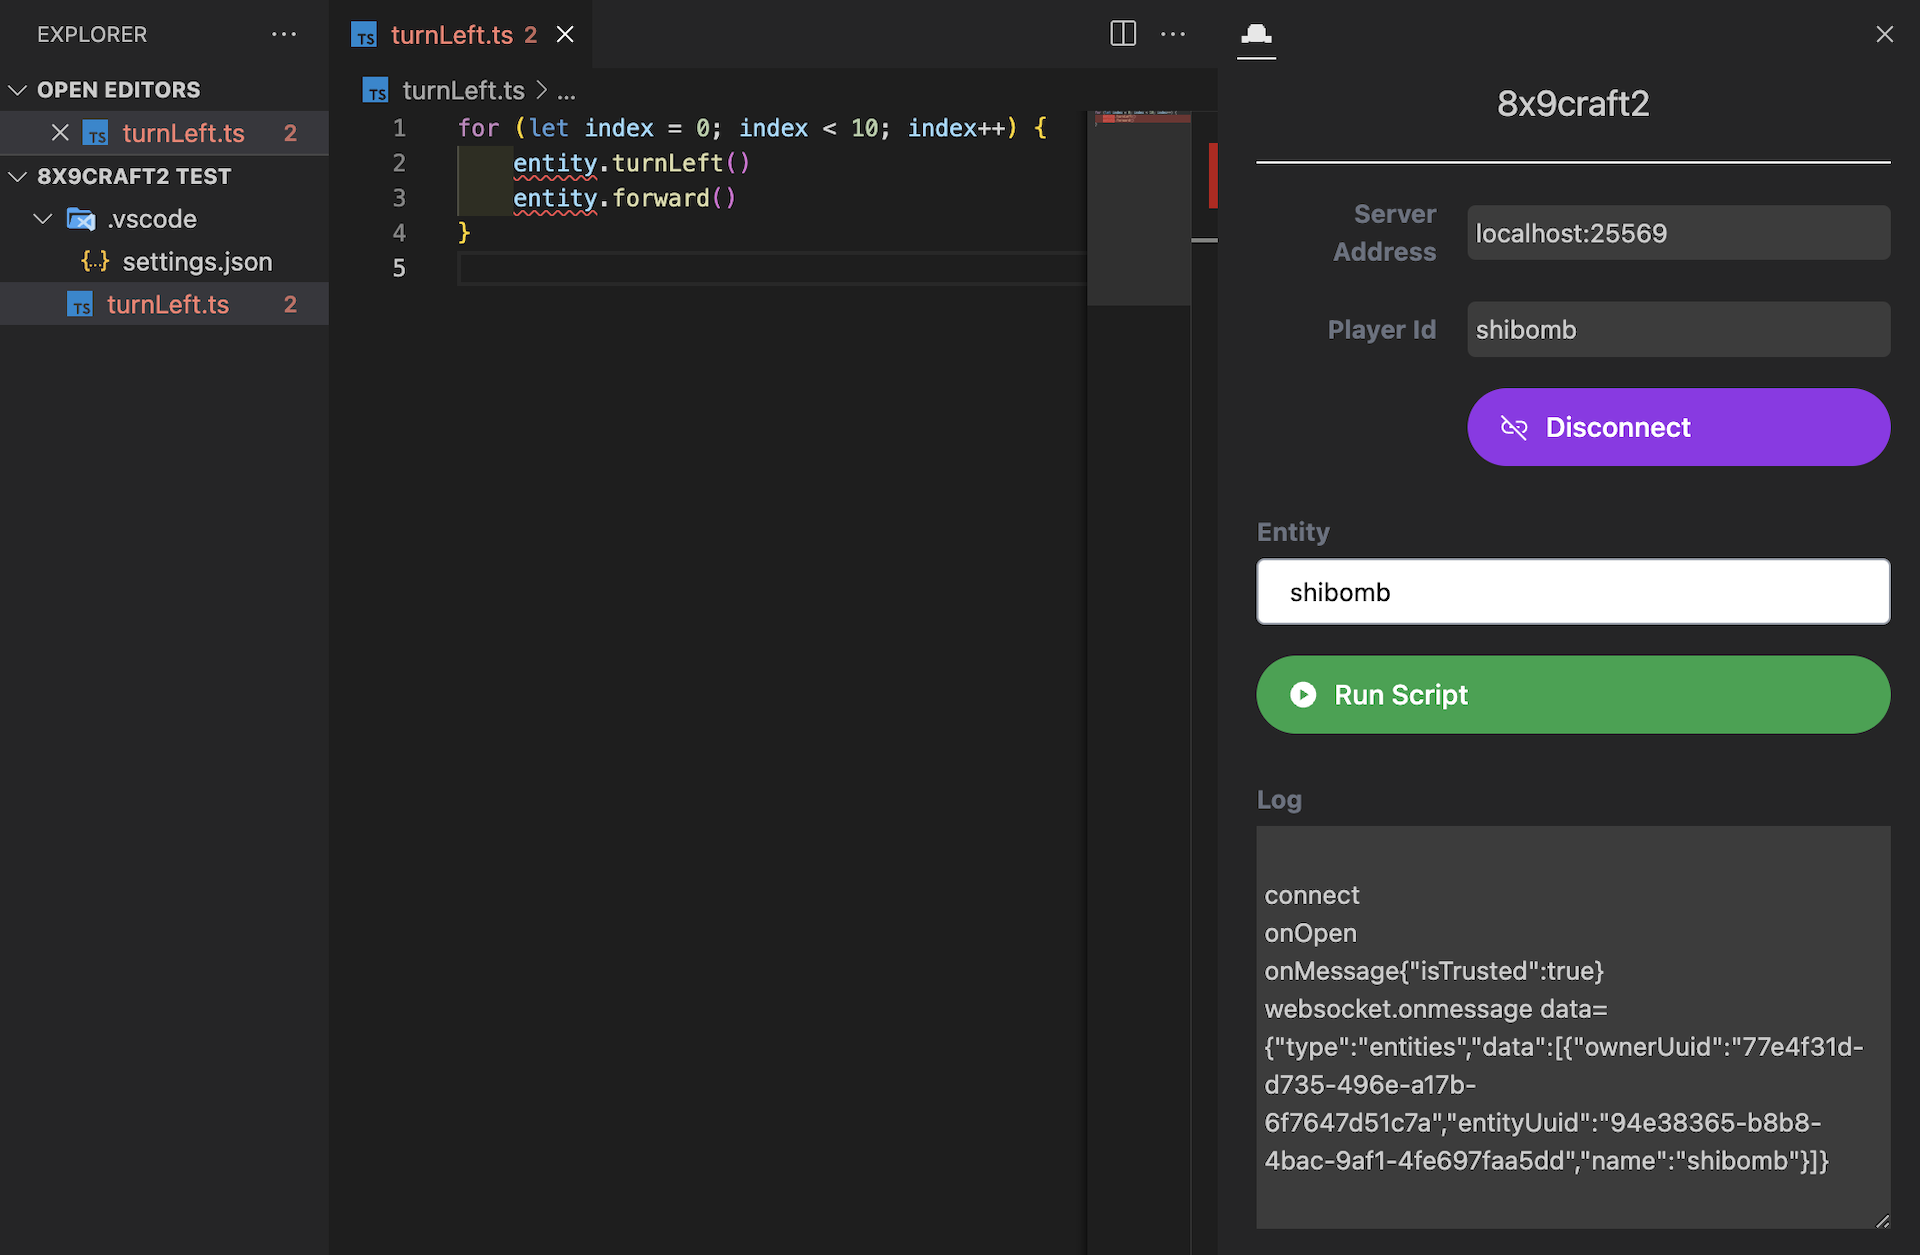 EXPLORER
OPEN EDITORS
TS turnLeft.ts 2
8X9CRAFT2 TEST
.vscode
{..} settings.json
TS turnLeft.ts 2
TS turnLeft.ts 2
TS turnLeft.ts > ...
1 for (let index = 0; index < 10; index++) {
2 entity.turnLeft()
3 entity.forward()
4 }
5
8x9craft2
Server
Address
localhost:25569
Player Id
shibomb
Disconnect
Entity
shibomb
Run Script
Log
connect
onOpen
onMessage{"isTrusted":true}
websocket.onmessage data=
{"type":"entities","data":[{"ownerUuid":"77e4f31d-
d735-496e-a17b-
6f7647d51c7a","entityUuid":"94e38365-b8b8-
4bac-9af1-4fe697faa5dd","name":"shibomb"}]}